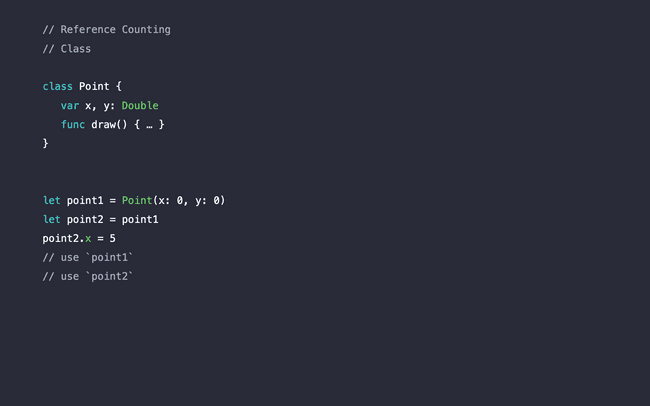 // Reference Counting
// Class
class Point {
var x, y: Double
func draw() { … }
}
let point1 = Point(x: 0, y: 0)
let point2 = point1
point2.x = 5
// use `point1`
// use `point2`